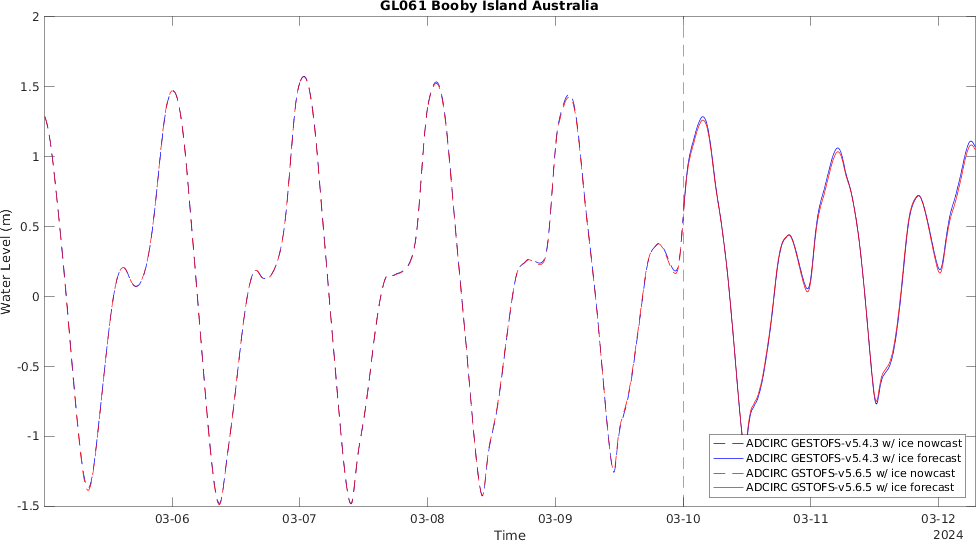 GL061 Booby Island Australia
2
1.5
1
0.5
0
-0.5
-1
-1.5
Water Level (m)
ADCIRC GESTOFS-v5.4.3 w/ ice nowcast
ADCIRC GESTOFS-v5.4.3 w/ ice forecast
ADCIRC GSTOFS-v5.6.5 w/ ice nowcast
ADCIRC GSTOFS-v5.6.5 w/ ice forecast
03-06 03-07 03-08 03-09 03-10 03-11 03-12
2024
Time